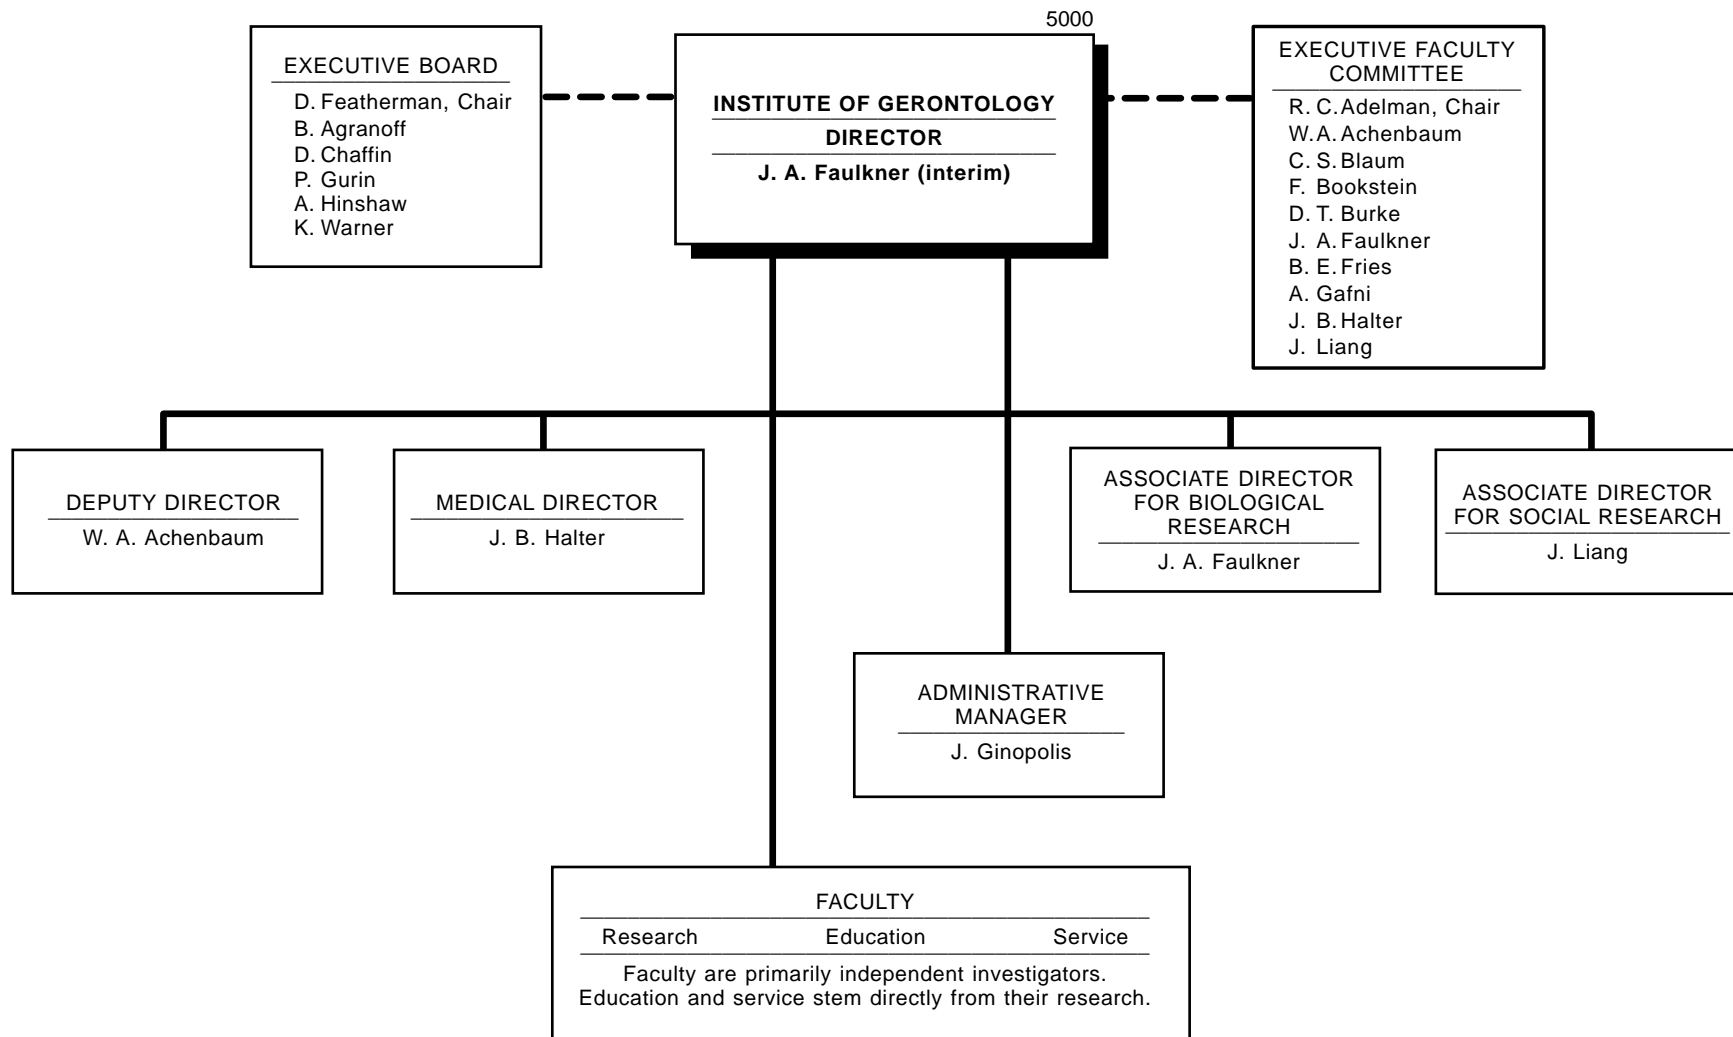 5000
EXECUTIVE BOARD
D. Featherman, Chair
B. Agranoff
D. Chaffin
P. Gurin
A. Hinshaw
K. Warner
INSTITUTE OF GERONTOLOGY
DIRECTOR
J. A. Faulkner (interim)
EXECUTIVE FACULTY
COMMITTEE
R. C. Adelman, Chair
W. A. Achenbaum
C. S. Blaum
F. Bookstein
D. T. Burke
J. A. Faulkner
B. E. Fries
A. Gafni
J. B. Halter
J. Liang
DEPUTY DIRECTOR
W. A. Achenbaum
MEDICAL DIRECTOR
J. B. Halter
ASSOCIATE DIRECTOR
FOR BIOLOGICAL
RESEARCH
J. A. Faulkner
ASSOCIATE DIRECTOR
FOR SOCIAL RESEARCH
J. Liang
ADMINISTRATIVE
MANAGER
J. Ginopolis
FACULTY
Research Education Service
Faculty are primarily independent investigators.
Education and service stem directly from their research.